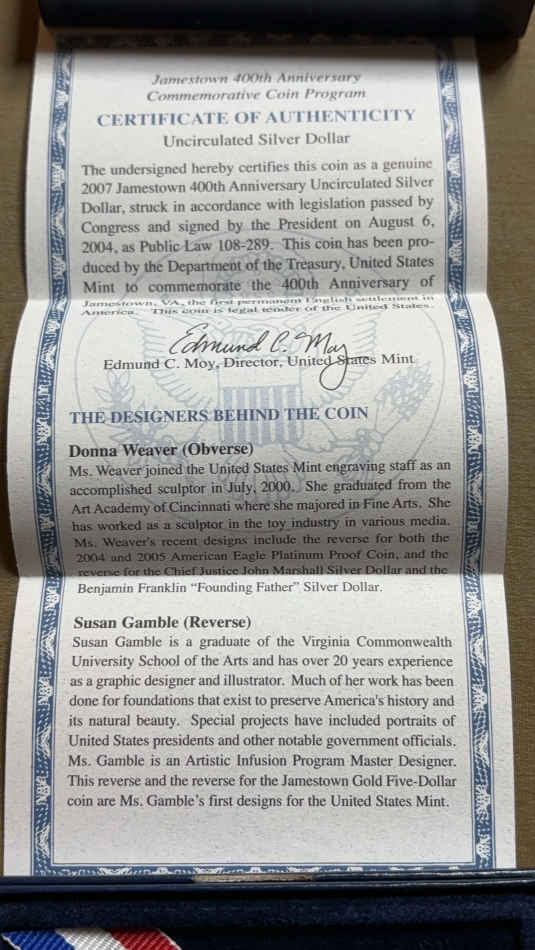 Jamestown 400th Anniversary
Commemorative Coin Program
CERTIFICATE OF AUTHENTICITY
Uncirculated Silver Dollar
The undersigned hereby certifies this coin as a genuine
2007 Jamestown 400th Anniversary Uncirculated Silver
Dollar, struck in accordance with legislation passed by
Congress and signed by the President on August 6,
2004, as Public Law 108-289. This coin has been pro-
duced by the Department of the Treasury, United States
Mint to commemorate the 400th Anniversary of
Jamestown, VA, the first permanent English settlement in
America. This coin is legal tender of the United States.
Edmund C. Moy
Edmund C. Moy, Director, United States Mint
THE DESIGNERS BEHIND THE COIN
Donna Weaver (Obverse)
Ms. Weaver joined the United States Mint engraving staff as an
accomplished sculptor in July, 2000. She graduated from the
Art Academy of Cincinnati where she majored in Fine Arts. She
has worked as a sculptor in the toy industry in various media.
Ms. Weaver's recent designs include the reverse for both the
2004 and 2005 American Eagle Platinum Proof Coin, and the
reverse for the Chief Justice John Marshall Silver Dollar and the
Benjamin Franklin “Founding Father” Silver Dollar.
Susan Gamble (Reverse)
Susan Gamble is a graduate of the Virginia Commonwealth
University School of the Arts and has over 20 years experience
as a graphic designer and illustrator. Much of her work has been
done for foundations that exist to preserve America's history and
its natural beauty. Special projects have included portraits of
United States presidents and other notable government officials.
Ms. Gamble is an Artistic Infusion Program Master Designer.
This reverse and the reverse for the Jamestown Gold Five-Dollar
coin are Ms. Gamble's first designs for the United States Mint.